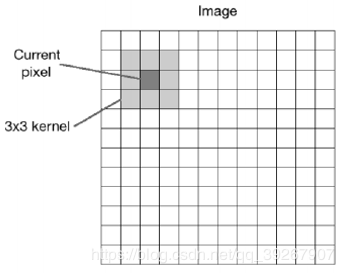 Image
Current
pixel
3x3 kernel
https://blog.csdn.net/qq_39267907